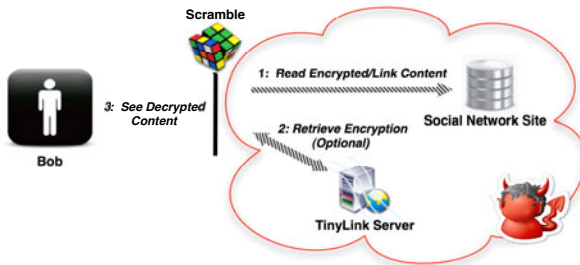 Scramble
1: Read Encrypted/Link Content
3: See Decrypted
Content
Social Network Site
2: Retrieve Encryption
(Optional)
Bob
TinyLink Server